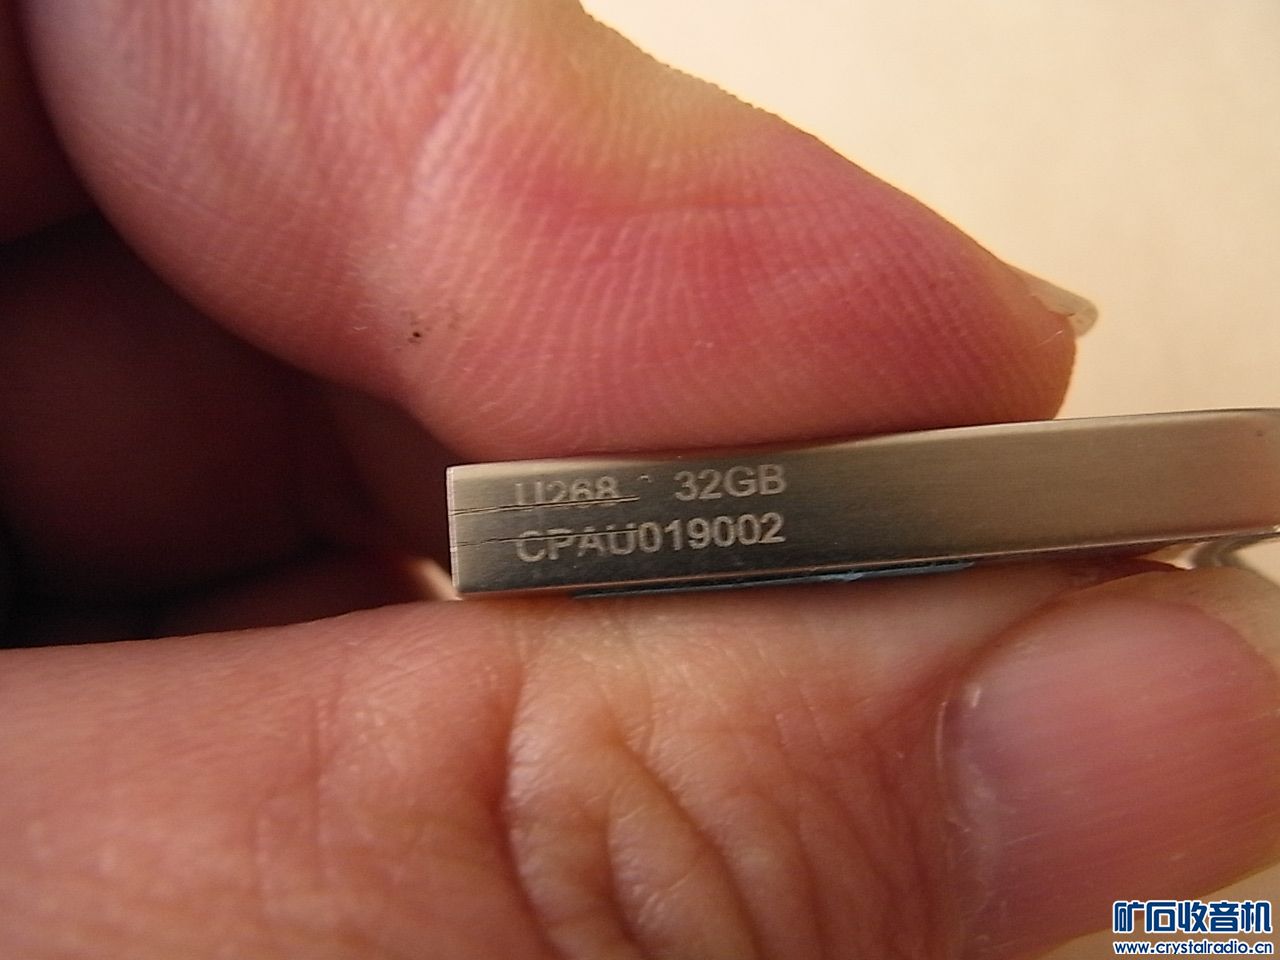 U268 32GB
CPAU019002
矿石收音机
www.crystalradio.cn